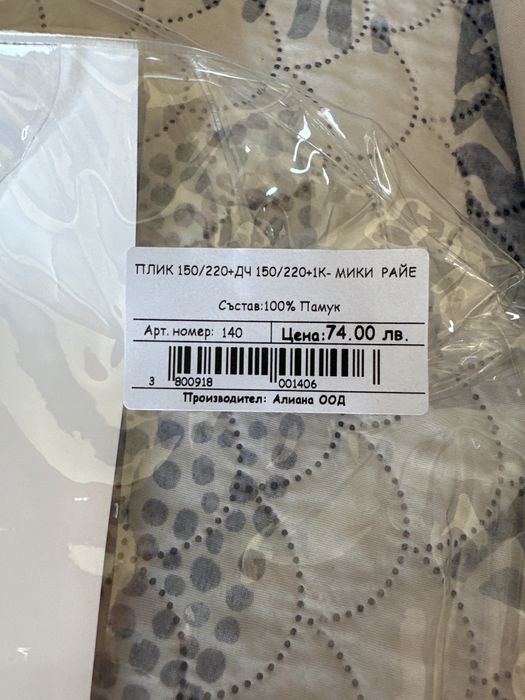 ПЛИК 150/220+ДЧ 150/220+1К- МИКИ РАЙЕ
Състав:100% Памук
Арт. номер: 140 Цена:74.00 лв.
3 800918 001406
Производител: Алиана ООД